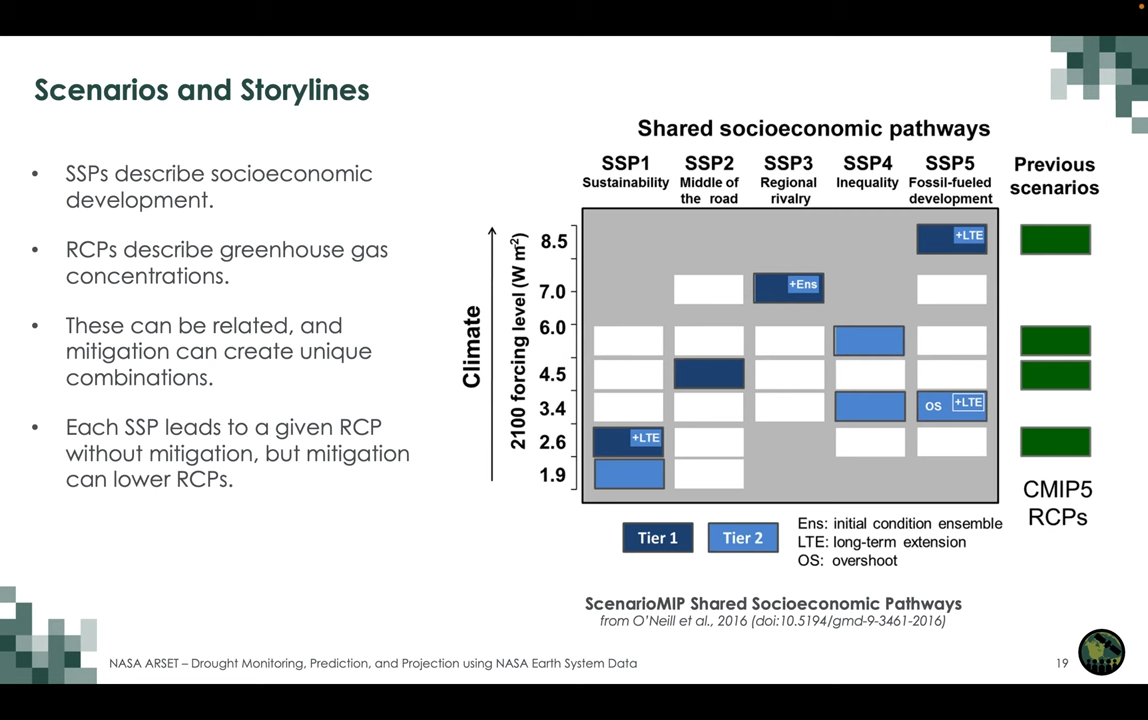 Scenarios and Storylines
• SSPs describe socioeconomic
development.
• RCPs describe greenhouse gas
concentrations.
• These can be related, and
mitigation can create unique
combinations.
• Each SSP leads to a given RCP
without mitigation, but mitigation
can lower RCPs.
Shared socioeconomic pathways
SSP1 SSP2 SSP3 SSP4 SSP5
Sustainability Middle of Regional Inequality Fossil-fueled
the road rivalry development
Previous
scenarios
Climate
2100 forcing level (W m⁻²)
8.5 +LTE
7.0 +Ens
6.0
4.5
3.4 OS +LTE
2.6 +LTE
1.9
CMIP5
RCPs
Tier 1 Tier 2
Ens: initial condition ensemble
LTE: long-term extension
OS: overshoot
ScenarioMIP Shared Socioeconomic Pathways
from O'Neill et al., 2016 (doi:10.5194/gmd-9-3461-2016)
NASA ARSET – Drought Monitoring, Prediction, and Projection using NASA Earth System Data
19